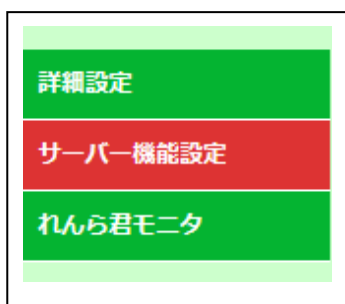 詳細設定
サーバー機能設定
れんら君モニタ